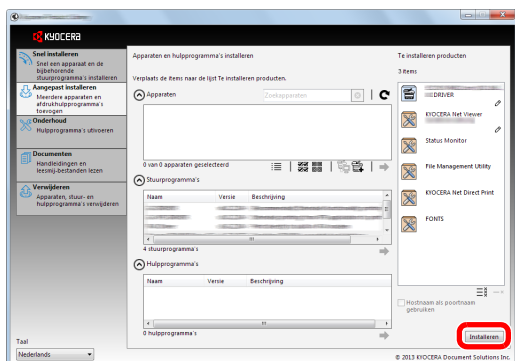 KYOCERA
Snel installeren
Snel een apparaat en de
bijbehorende
stuurprogramma's installeren
Aangepast installeren
Meerdere apparaten en
afdrukhulpprogramma's
toevoegen
Onderhoud
Hulpprogramma's uitvoeren
Documenten
Handleidingen en
leesmij-bestanden lezen
Verwijderen
Apparaten, stuur- en
hulpprogramma's verwijderen
Taal
Nederlands
Apparaten en hulpprogramma's installeren
Verplaats de items naar de lijst Te installeren producten.
Apparaten
Zoekapparaten
0 van 0 apparaten geselecteerd
Stuurprogramma's
Naam Versie Beschrijving
4 stuurprogramma's
Hulpprogramma's
Naam Versie Beschrijving
0 hulpprogramma's
Te installeren producten
3 items
DRIVER
KYOCERA Net Viewer
Status Monitor
File Management Utility
KYOCERA Net Direct Print
FONTS
Hostnaam als poortnaam
gebruiken
Installeren
© 2013 KYOCERA Document Solutions Inc.